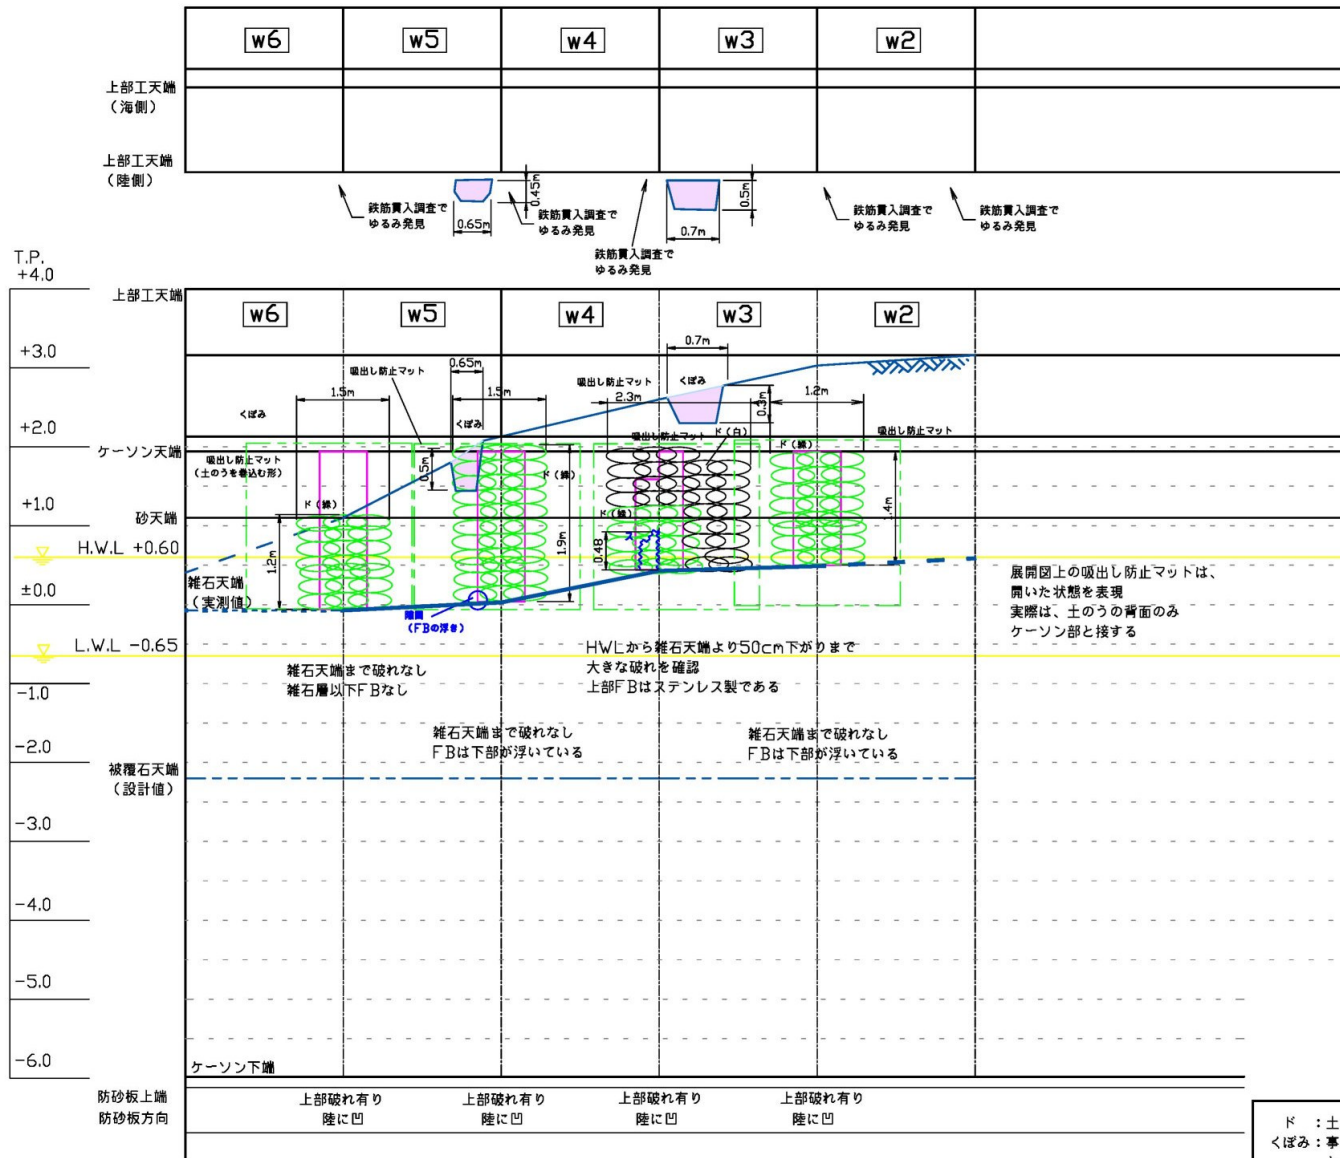 w6
w5
w4
w3
w2
上部工天端
(海側)
上部工天端
(陸側)
鉄筋貫入調査で
ゆるみ発見
0.65m
0.45m
鉄筋貫入調査で
ゆるみ発見
鉄筋貫入調査で
ゆるみ発見
0.7m
0.5m
鉄筋貫入調査で
ゆるみ発見
鉄筋貫入調査で
ゆるみ発見
T.P.
+4.0
+3.0
+2.0
+1.0
±0.0
-1.0
-2.0
-3.0
-4.0
-5.0
-6.0
上部工天端
ケーソン天端
砂天端
H.W.L +0.60
雑石天端
(実測値)
L.W.L -0.65
被覆石天端
(設計値)
ケーソン下端
w6
w5
w4
w3
w2
くぼみ
1.5m
吸出し防止マット
0.65m
くぼみ
1.5m
吸出し防止マット
2.3m
くぼみ
0.7m
0.3m
1.2m
吸出し防止マット
吸出し防止マット
(土のうを巻込む形)
ド(緑)
1.2m
0.5m
ド(緑)
1.9m
吸出し防止マット
ド(白)
ド(緑)
0.48
ド(緑)
1.4m
隙間
(FBの浮き)
雑石天端まで破れなし
雑石層以下FBなし
雑石天端まで破れなし
FBは下部が浮いている
HWLから雑石天端より50cm下がりまで
大きな破れを確認
上部FBはステンレス製である
雑石天端まで破れなし
FBは下部が浮いている
展開図上の吸出し防止マットは、
開いた状態を表現
実際は、土のうの背面のみ
ケーソン部と接する
防砂板上端
防砂板方向
上部破れ有り
陸に凹
上部破れ有り
陸に凹
上部破れ有り
陸に凹
上部破れ有り
陸に凹
ド :土
くぼみ:事